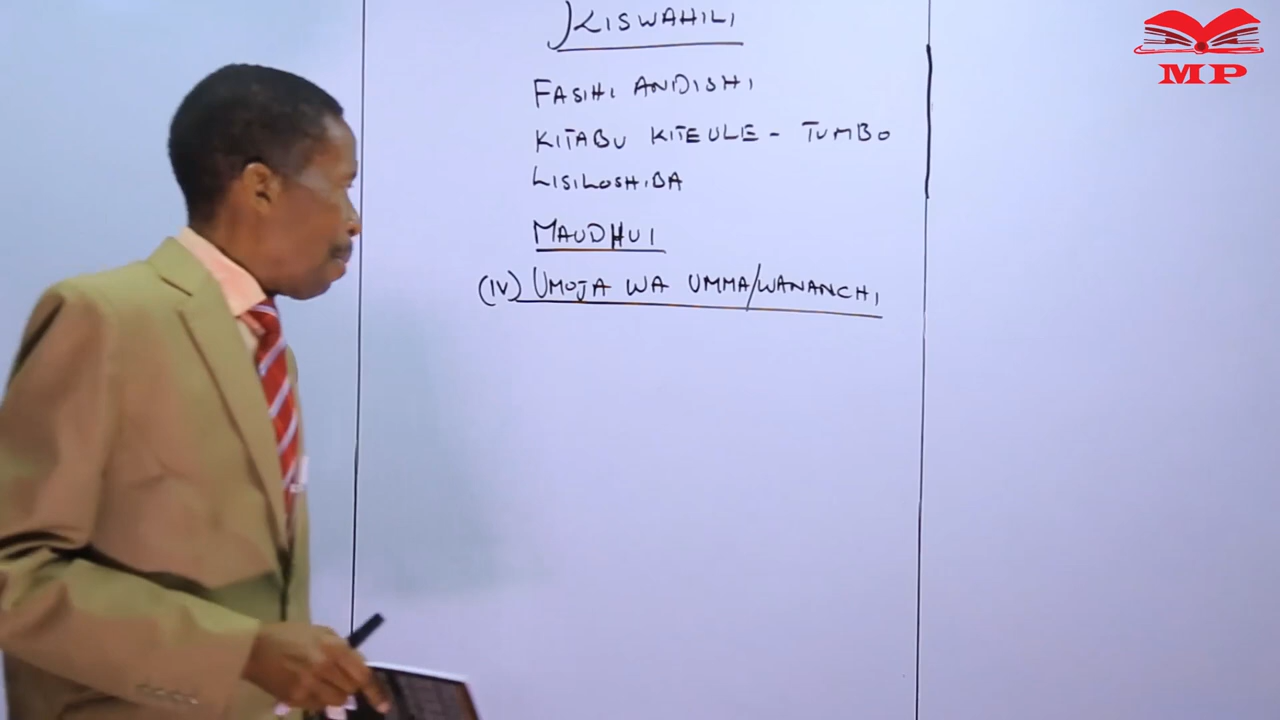 KISWAHILI
FASIHI ANDISHI
KITABU KITEULE - TUMBO
LISILOSHIBA
MAUDHUI
(IV) UMOJA WA UMMA/WANANCHI
MP